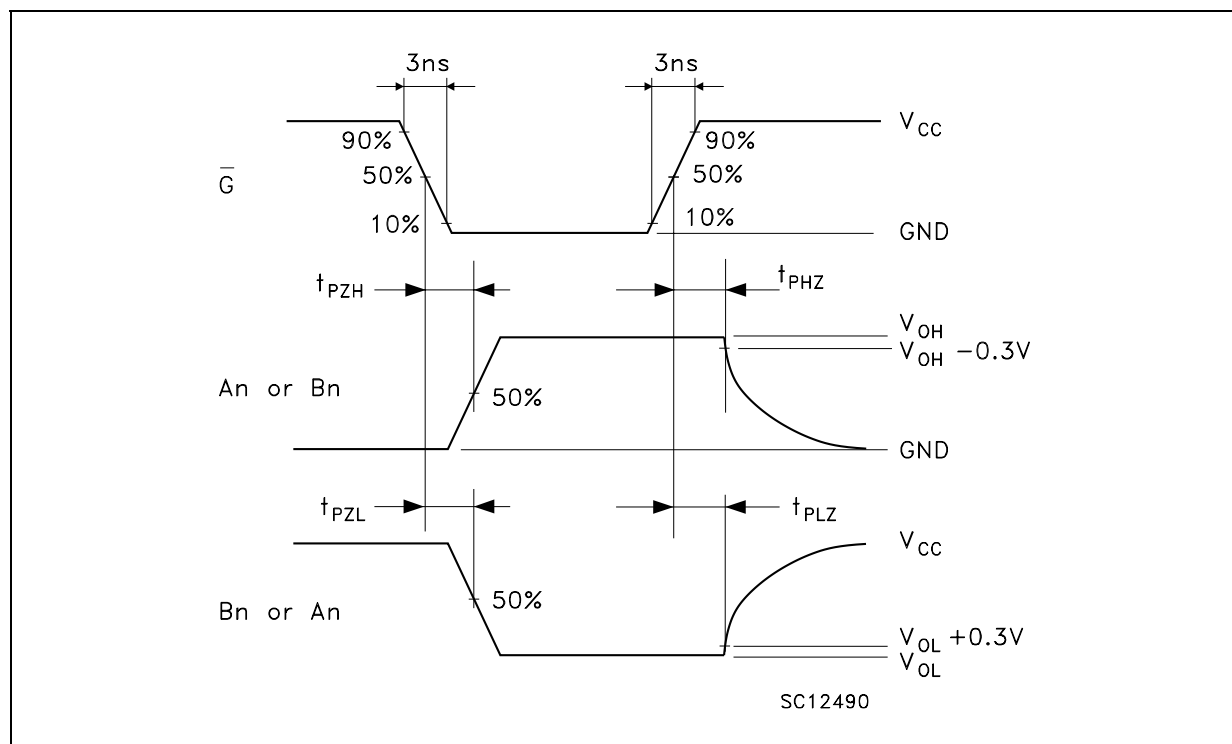 3ns 3ns
V_CC
90% 90%
50% 50%
G̅
10% 10%
GND
t_PZH t_PHZ
V_OH
V_OH -0.3V
An or Bn
50%
GND
t_PZL t_PLZ
V_CC
50%
Bn or An
V_OL +0.3V
V_OL
SC12490